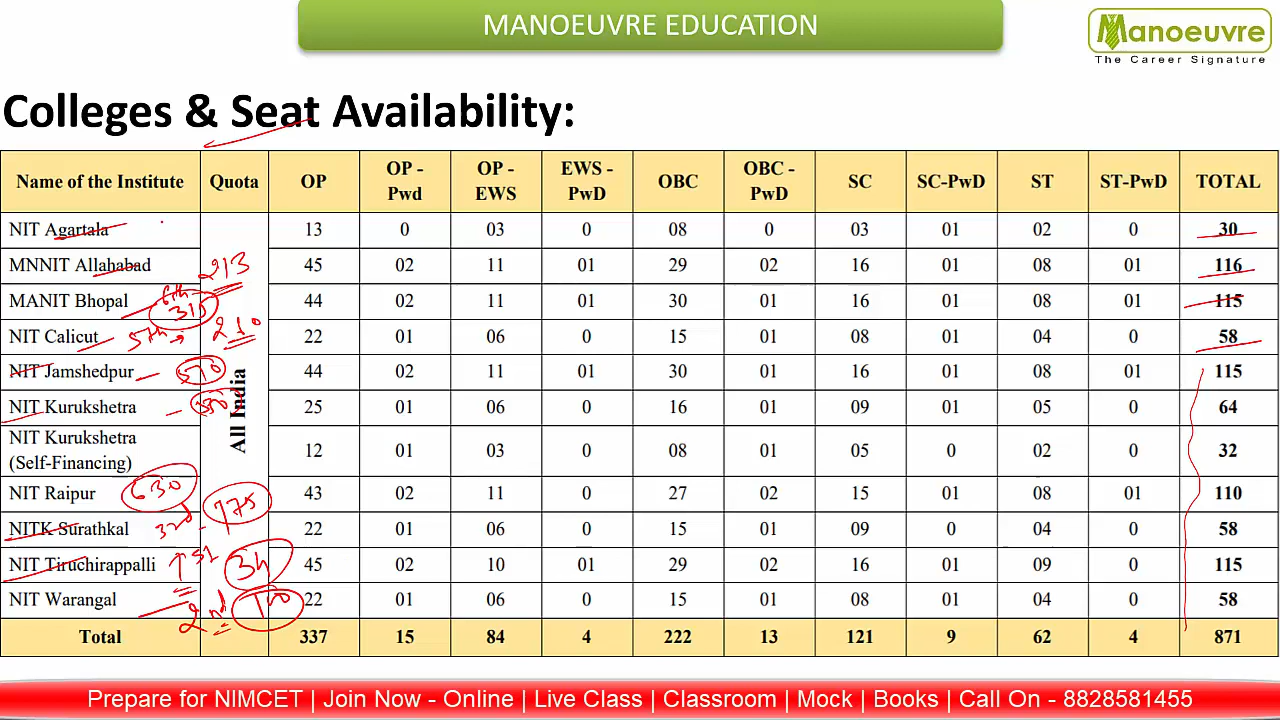 MANOEUVRE EDUCATION
Manoeuvre
The Career Signature
Colleges & Seat Availability:
Name of the Institute Quota OP OP - Pwd OP - EWS EWS - PwD OBC OBC - PwD SC SC-PwD ST ST-PwD TOTAL
NIT Agartala 13 0 03 0 08 0 03 01 02 0 30
MNNIT Allahabad 213 45 02 11 01 29 02 16 01 08 01 116
MANIT Bhopal 6th 315 44 02 11 01 30 01 16 01 08 01 115
NIT Calicut 5th 210 22 01 06 0 15 01 08 01 04 0 58
NIT Jamshedpur 570 44 02 11 01 30 01 16 01 08 01 115
All India
NIT Kurukshetra 25 01 06 0 16 01 09 01 05 0 64
NIT Kurukshetra (Self-Financing) 12 01 03 0 08 01 05 0 02 0 32
NIT Raipur 630 43 02 11 0 27 02 15 01 08 01 110
NITK Surathkal 3rd 175 22 01 06 0 15 01 09 0 04 0 58
NIT Tiruchirappalli 1st 34 45 02 10 01 29 02 16 01 09 0 115
NIT Warangal 2nd 22 01 06 0 15 01 08 01 04 0 58
Total 337 15 84 4 222 13 121 9 62 4 871
Prepare for NIMCET | Join Now - Online | Live Class | Classroom | Mock | Books | Call On - 8828581455